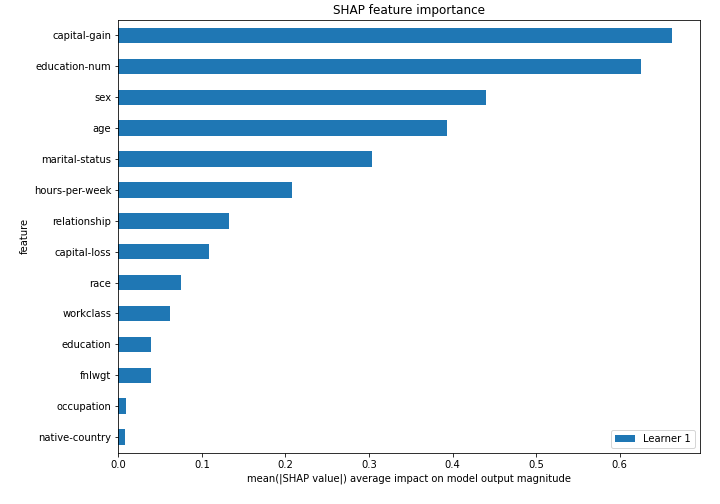 SHAP feature importance
capital-gain
education-num
sex
age
marital-status
hours-per-week
relationship
capital-loss
race
workclass
education
fnlwgt
occupation
native-country
feature
0.0 0.1 0.2 0.3 0.4 0.5 0.6
mean(|SHAP value|) average impact on model output magnitude
Learner 1